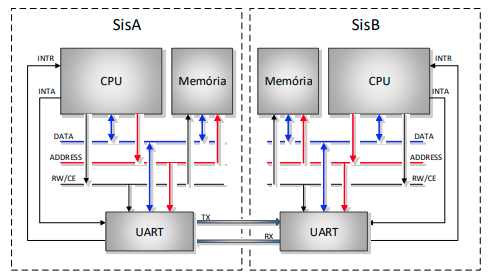 SisA
SisB
INTR
CPU
Memória
INTA
DATA
ADDRESS
RW/CE
UART
TX
RX
Memória
CPU
INTR
INTA
DATA
ADDRESS
RW/CE
UART